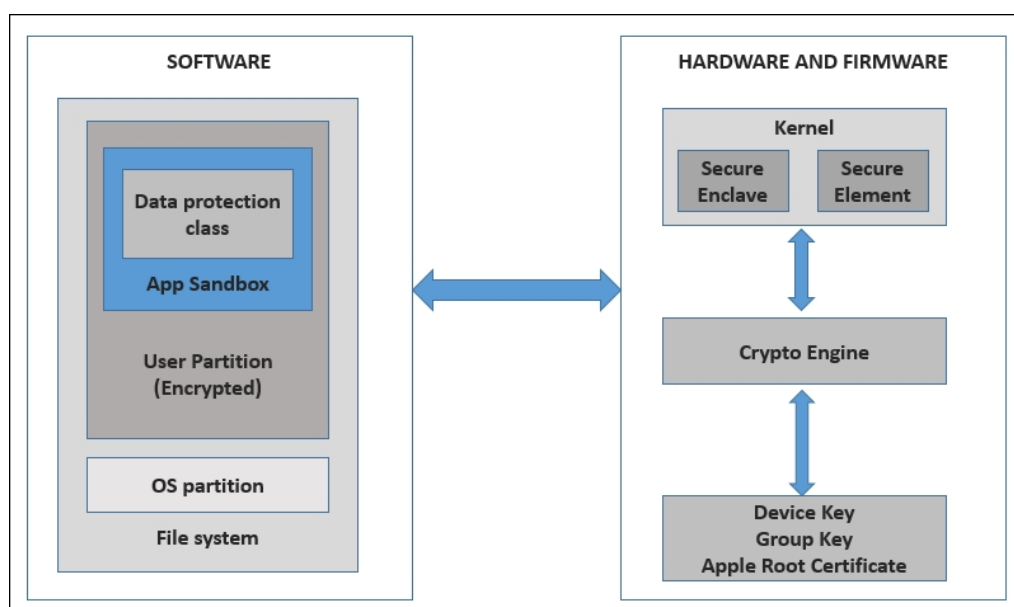 SOFTWARE
Data protection
class
App Sandbox
User Partition
(Encrypted)
OS partition
File system
HARDWARE AND FIRMWARE
Kernel
Secure
Enclave
Secure
Element
Crypto Engine
Device Key
Group Key
Apple Root Certificate